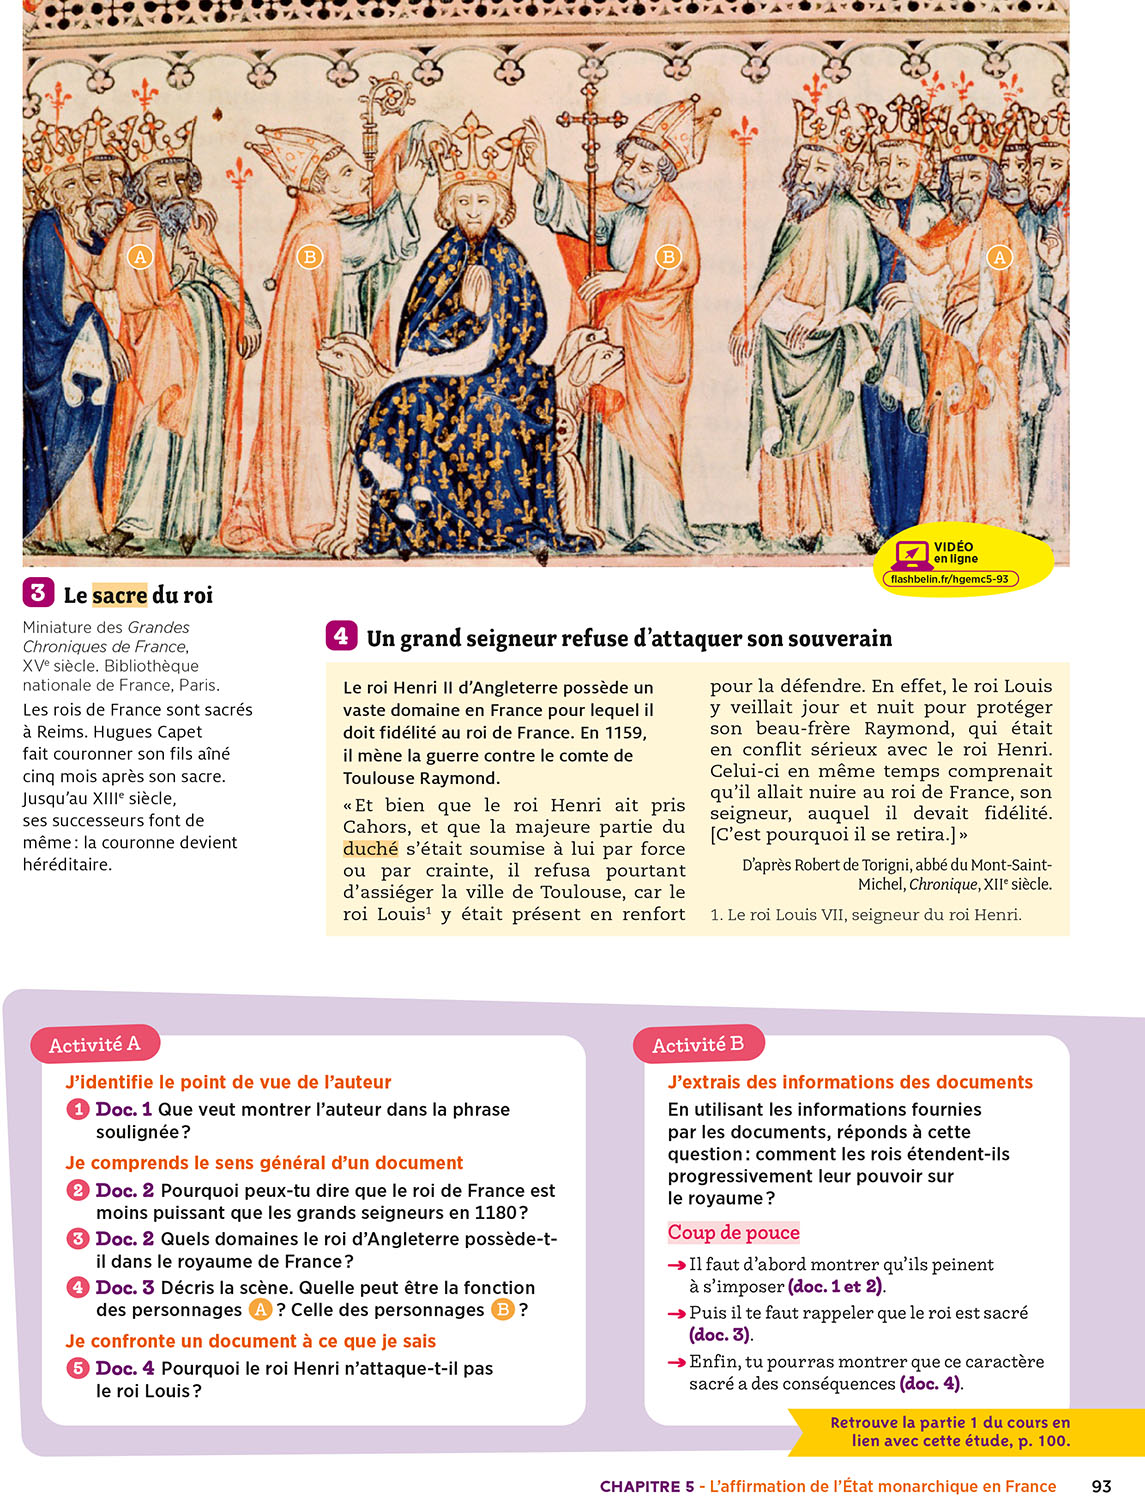 A
B
B
A
VIDÉO
en ligne
flashbelin.fr/hgemc5-93
3 Le sacre du roi
Miniature des Grandes
Chroniques de France,
XVe siècle. Bibliothèque
nationale de France, Paris.
Les rois de France sont sacrés
à Reims. Hugues Capet
fait couronner son fils aîné
cinq mois après son sacre.
Jusqu'au XIIIe siècle,
ses successeurs font de
même : la couronne devient
héréditaire.
4 Un grand seigneur refuse d'attaquer son souverain
Le roi Henri II d'Angleterre possède un
vaste domaine en France pour lequel il
doit fidélité au roi de France. En 1159,
il mène la guerre contre le comte de
Toulouse Raymond.
« Et bien que le roi Henri ait pris
Cahors, et que la majeure partie du
duché s'était soumise à lui par force
ou par crainte, il refusa pourtant
d'assiéger la ville de Toulouse, car le
roi Louis1 y était présent en renfort
pour la défendre. En effet, le roi Louis
y veillait jour et nuit pour protéger
son beau-frère Raymond, qui était
en conflit sérieux avec le roi Henri.
Celui-ci en même temps comprenait
qu'il allait nuire au roi de France, son
seigneur, auquel il devait fidélité.
[C'est pourquoi il se retira.] »
D'après Robert de Torigni, abbé du Mont-Saint-
Michel, Chronique, XIIe siècle.
1. Le roi Louis VII, seigneur du roi Henri.
Activité A
J'identifie le point de vue de l'auteur
1 Doc. 1 Que veut montrer l'auteur dans la phrase
soulignée ?
Je comprends le sens général d'un document
2 Doc. 2 Pourquoi peux-tu dire que le roi de France est
moins puissant que les grands seigneurs en 1180 ?
3 Doc. 2 Quels domaines le roi d'Angleterre possède-t-
il dans le royaume de France ?
4 Doc. 3 Décris la scène. Quelle peut être la fonction
des personnages A ? Celle des personnages B ?
Je confronte un document à ce que je sais
5 Doc. 4 Pourquoi le roi Henri n'attaque-t-il pas
le roi Louis ?
Activité B
J'extrais des informations des documents
En utilisant les informations fournies
par les documents, réponds à cette
question : comment les rois étendent-ils
progressivement leur pouvoir sur
le royaume ?
Coup de pouce
→ Il faut d'abord montrer qu'ils peinent
à s'imposer (doc. 1 et 2).
→ Puis il te faut rappeler que le roi est sacré
(doc. 3).
→ Enfin, tu pourras montrer que ce caractère
sacré a des conséquences (doc. 4).
Retrouve la partie 1 du cours en
lien avec cette étude, p. 100.
CHAPITRE 5 - L'affirmation de l'État monarchique en France 93